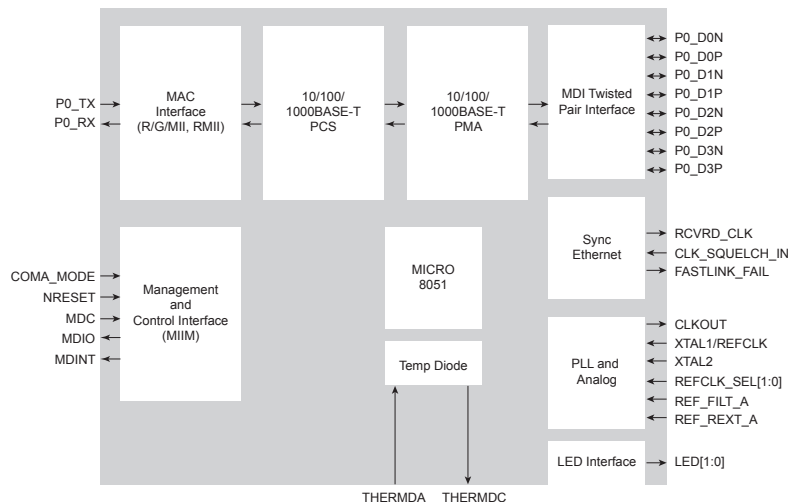 P0_TX
P0_RX
MAC
Interface
(R/G/MII, RMII)
10/100/
1000BASE-T
PCS
10/100/
1000BASE-T
PMA
MDI Twisted
Pair Interface
P0_D0N
P0_D0P
P0_D1N
P0_D1P
P0_D2N
P0_D2P
P0_D3N
P0_D3P
COMA_MODE
NRESET
MDC
MDIO
MDINT
Management
and
Control Interface
(MIIM)
MICRO
8051
Temp Diode
Sync
Ethernet
RCVRD_CLK
CLK_SQUELCH_IN
FASTLINK_FAIL
PLL and
Analog
CLKOUT
XTAL1/REFCLK
XTAL2
REFCLK_SEL[1:0]
REF_FILT_A
REF_REXT_A
LED Interface
LED[1:0]
THERMDA
THERMDC